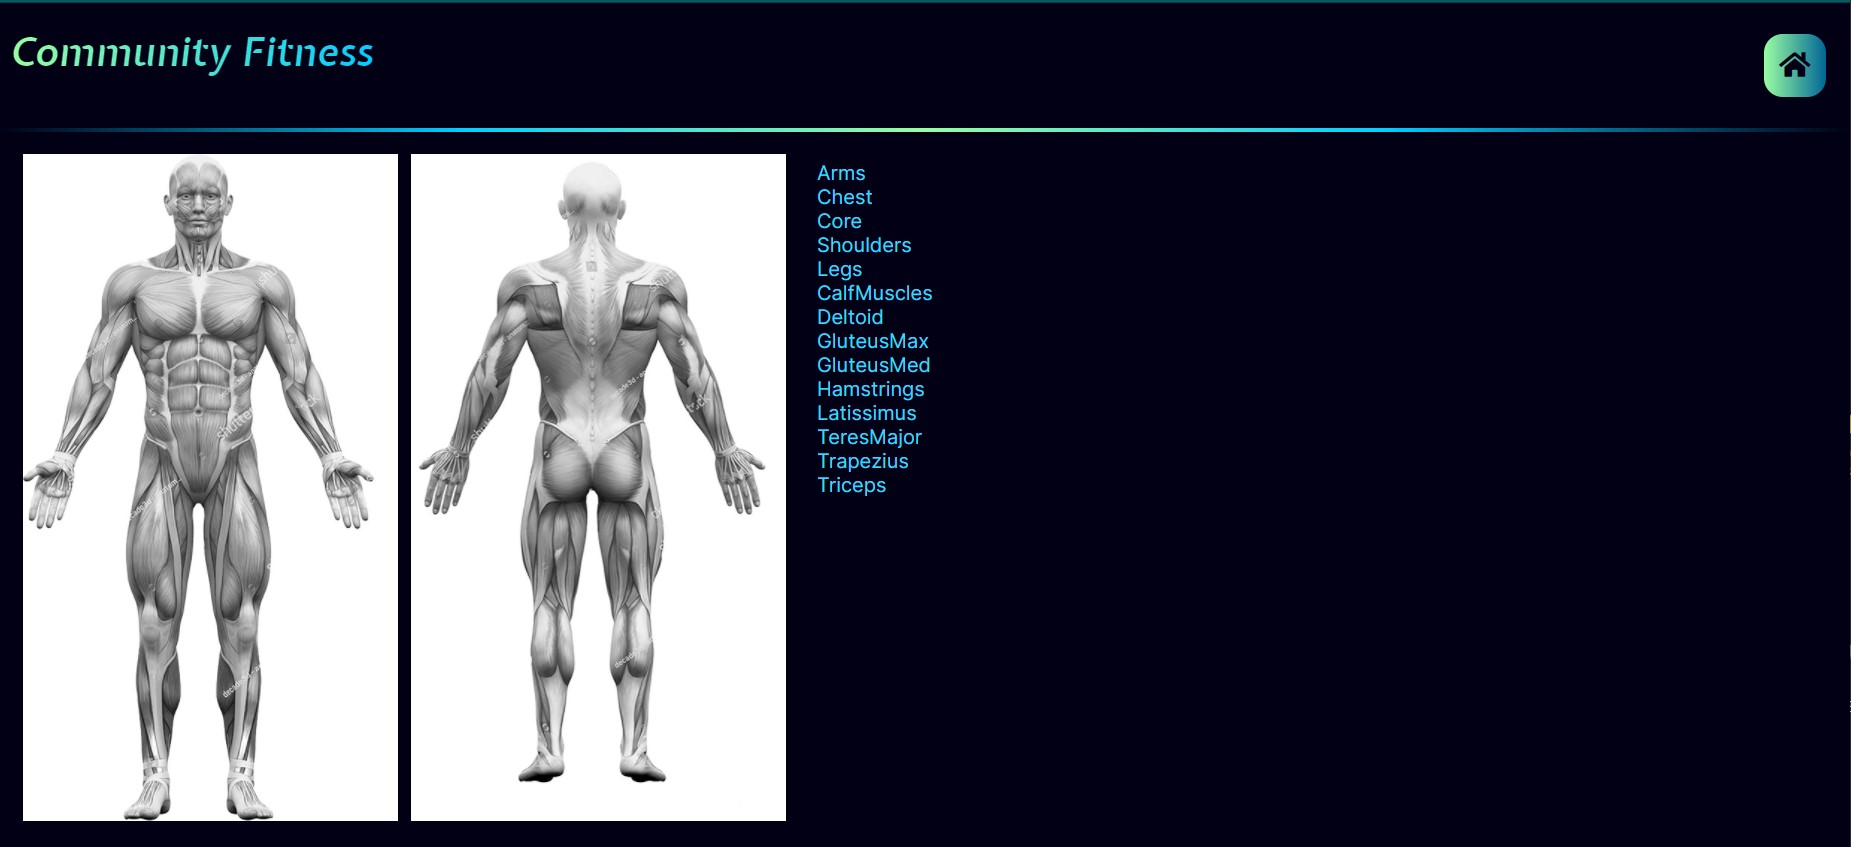 Community Fitness
Arms
Chest
Core
Shoulders
Legs
CalfMuscles
Deltoid
GluteusMax
GluteusMed
Hamstrings
Latissimus
TeresMajor
Trapezius
Triceps